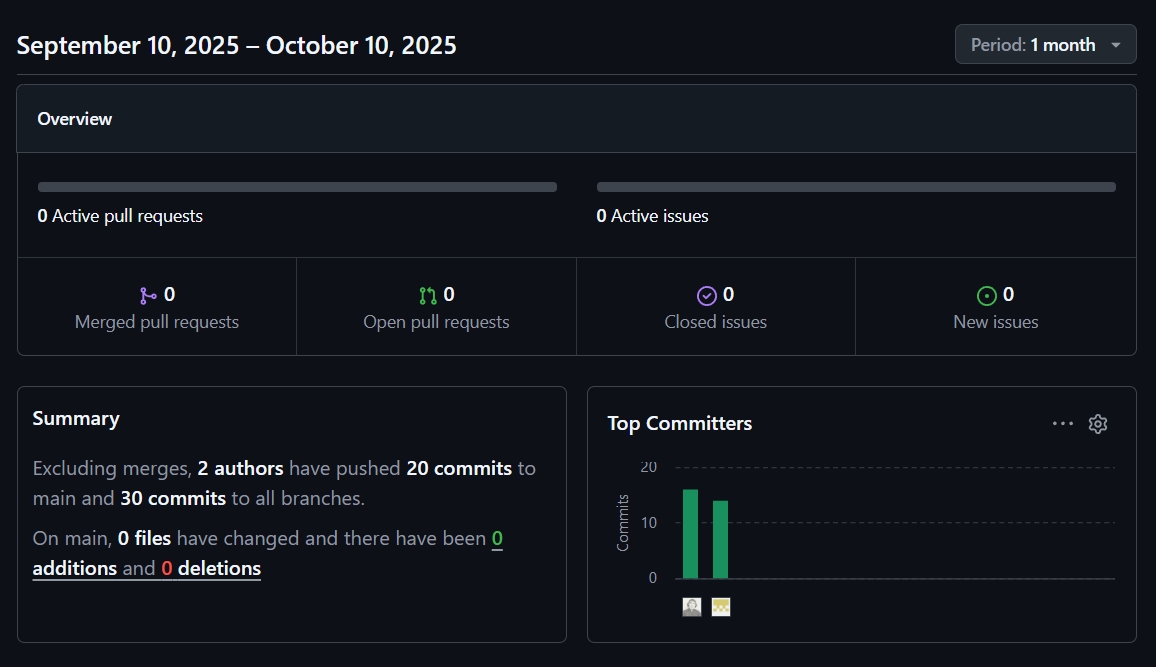 September 10, 2025 – October 10, 2025
Period: 1 month
Overview
0 Active pull requests
0 Active issues
0
Merged pull requests
0
Open pull requests
0
Closed issues
0
New issues
Summary
Excluding merges, 2 authors have pushed 20 commits to
main and 30 commits to all branches.
On main, 0 files have changed and there have been 0
additions and 0 deletions
Top Committers
Commits
20
10
0